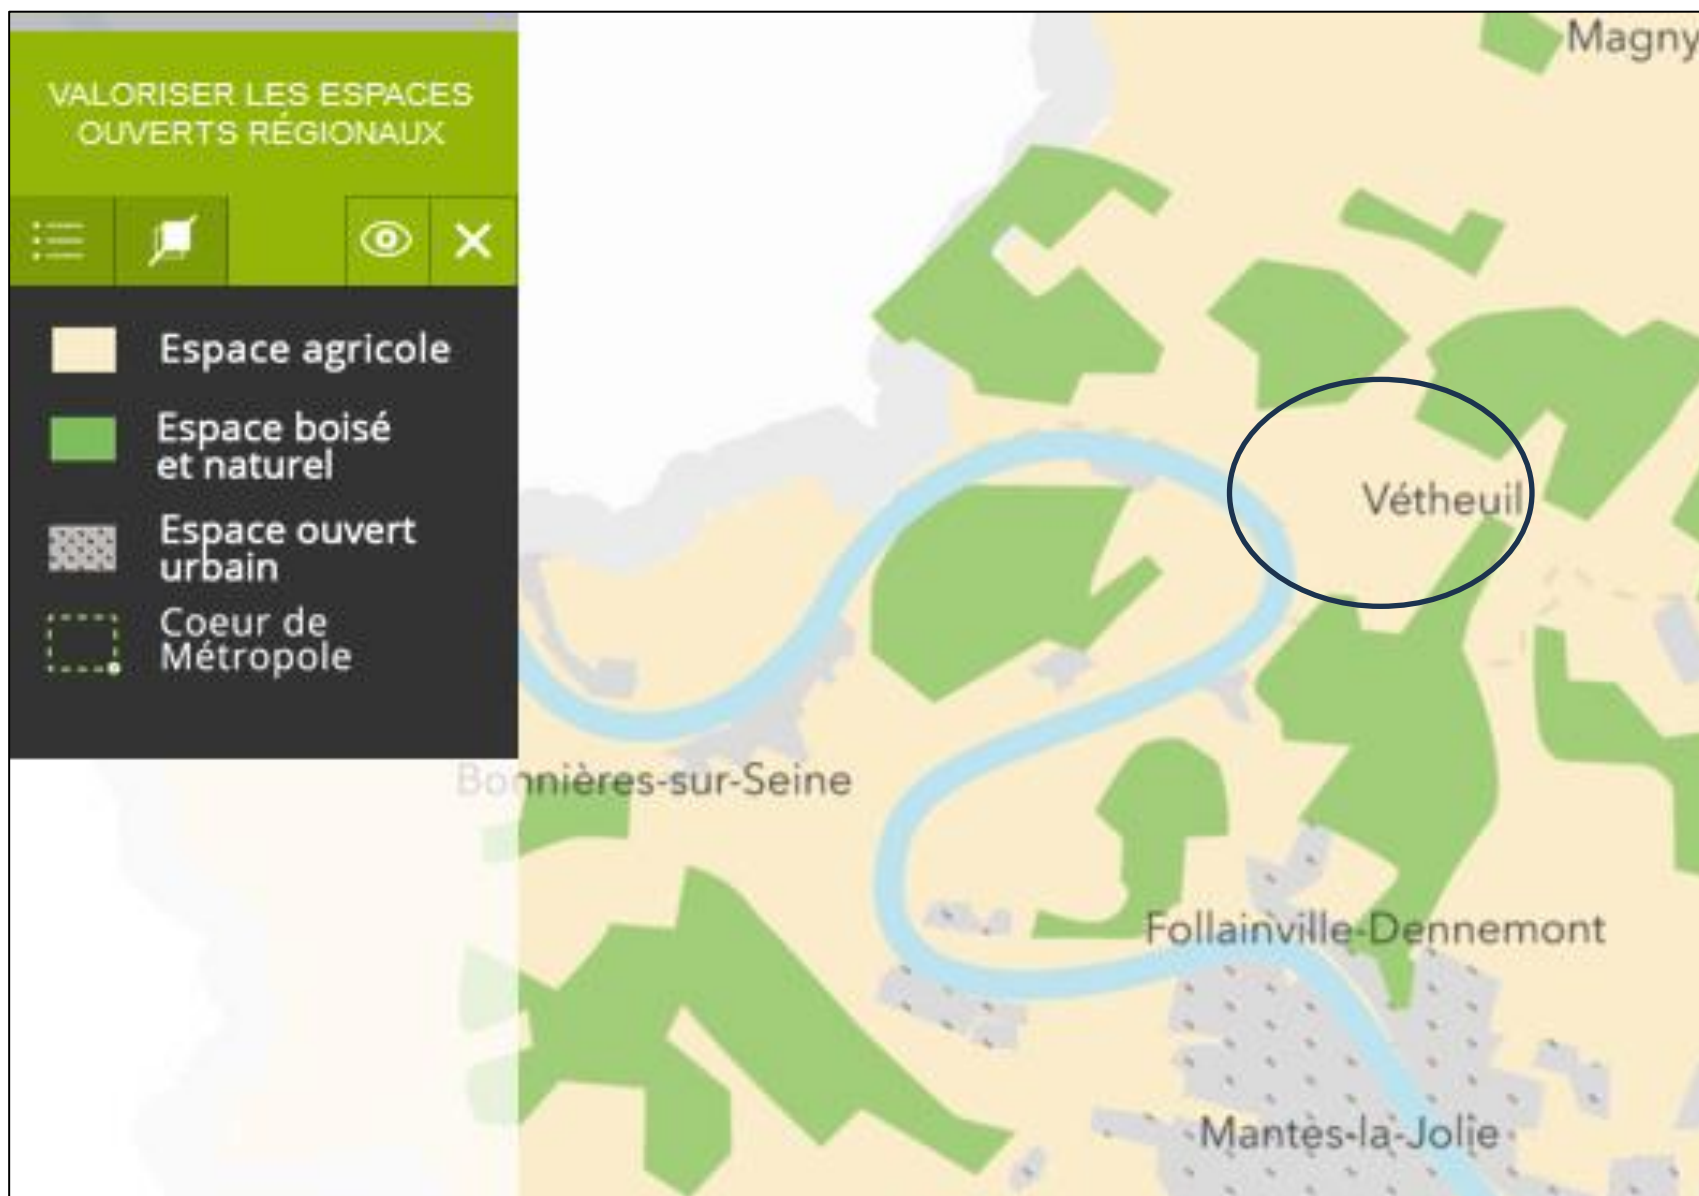 VALORISER LES ESPACES
OUVERTS RÉGIONAUX
Espace agricole
Espace boisé
et naturel
Espace ouvert
urbain
Coeur de
Métropole
Magny
Vétheuil
Bonnières-sur-Seine
Follainville-Dennemont
Mantes-la-Jolie